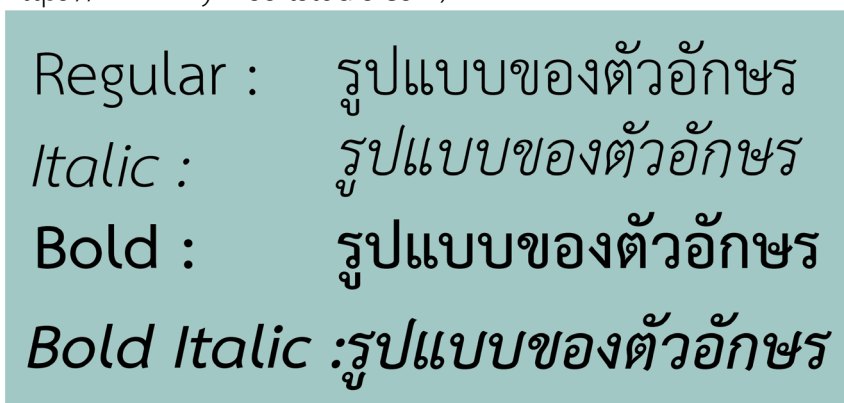 Regular : รูปแบบของตัวอักษร
Italic : รูปแบบของตัวอักษร
Bold : รูปแบบของตัวอักษร
Bold Italic :รูปแบบของตัวอักษร